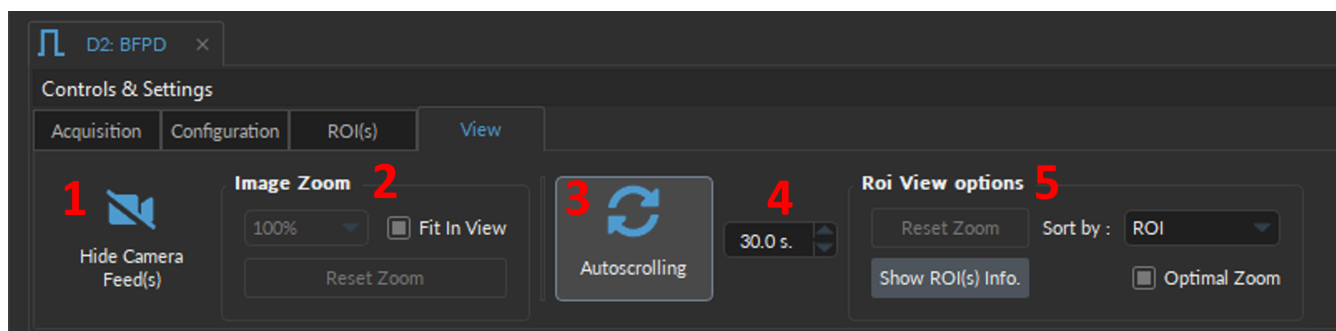 D2: BFPD ×
Controls & Settings
Acquisition Configuration ROI(s) View
1
Hide Camera
Feed(s)
Image Zoom 2
100% Fit In View
Reset Zoom
3
Autoscrolling
4
30.0 s.
Roi View options 5
Reset Zoom Sort by : ROI
Show ROI(s) Info. Optimal Zoom